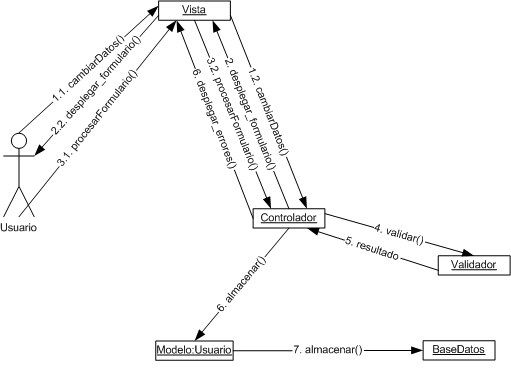 Vista
1.1. cambiarDatos()
2.2. desplegar_formulario()
3.1. procesarFormulario()
6. desplegar_errores()
3.2. procesarFormulario()
2. desplegar_formulario()
1.2. cambiarDatos()
Usuario
Controlador
4. validar()
5. resultado
Validador
6. almacenar()
Modelo:Usuario
7. almacenar()
BaseDatos